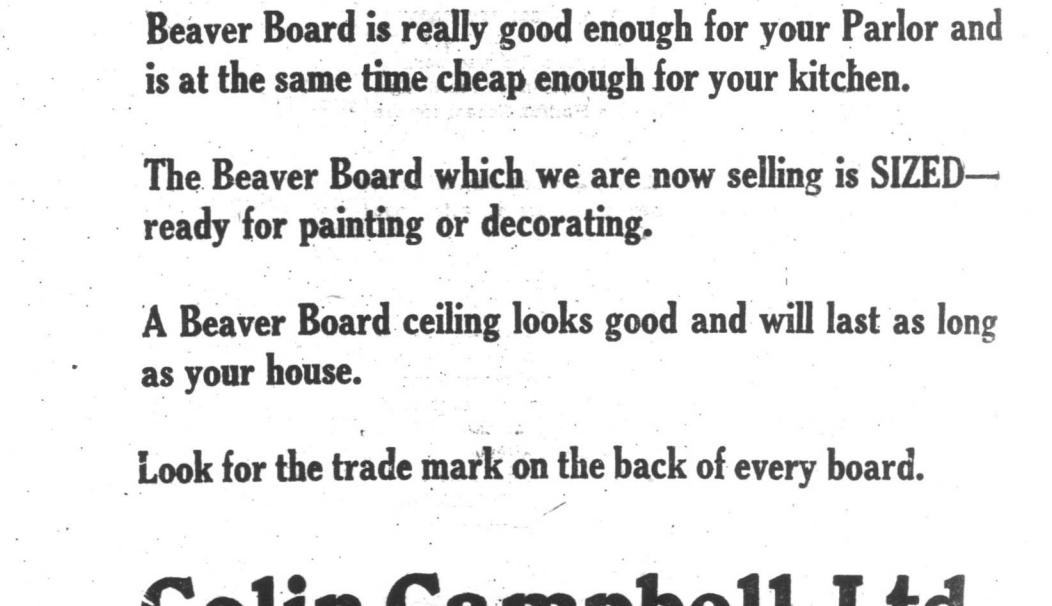 Beaver Board is really good enough for your Parlor and
is at the same time cheap enough for your kitchen.
The Beaver Board which we are now selling is SIZED—
ready for painting or decorating.
A Beaver Board ceiling looks good and will last as long
as your house.
Look for the trade mark on the back of every board.
Colin Campbell Ltd